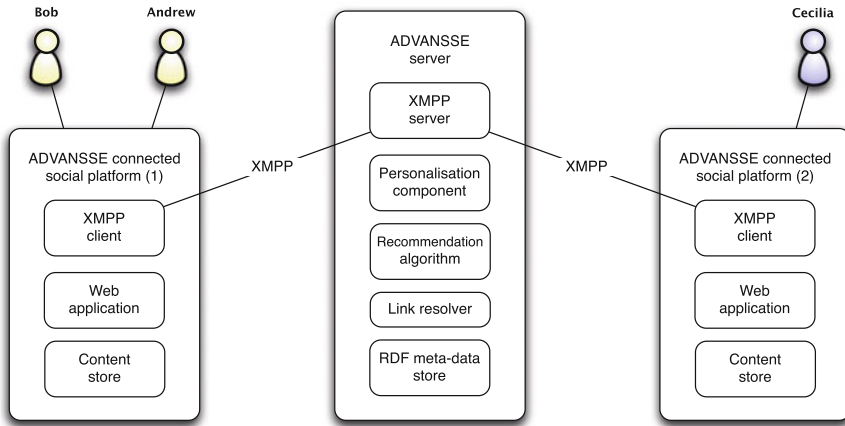 Bob
Andrew
Cecilia
ADVANSSE connected
social platform (1)
XMPP
client
Web
application
Content
store
XMPP
ADVANSSE
server
XMPP
server
Personalisation
component
Recommendation
algorithm
Link resolver
RDF meta-data
store
XMPP
ADVANSSE connected
social platform (2)
XMPP
client
Web
application
Content
store